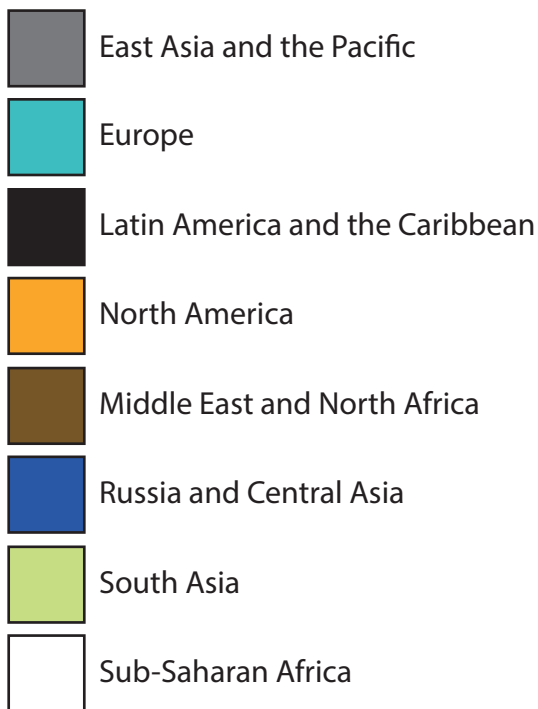 East Asia and the Pacific
Europe
Latin America and the Caribbean
North America
Middle East and North Africa
Russia and Central Asia
South Asia
Sub-Saharan Africa